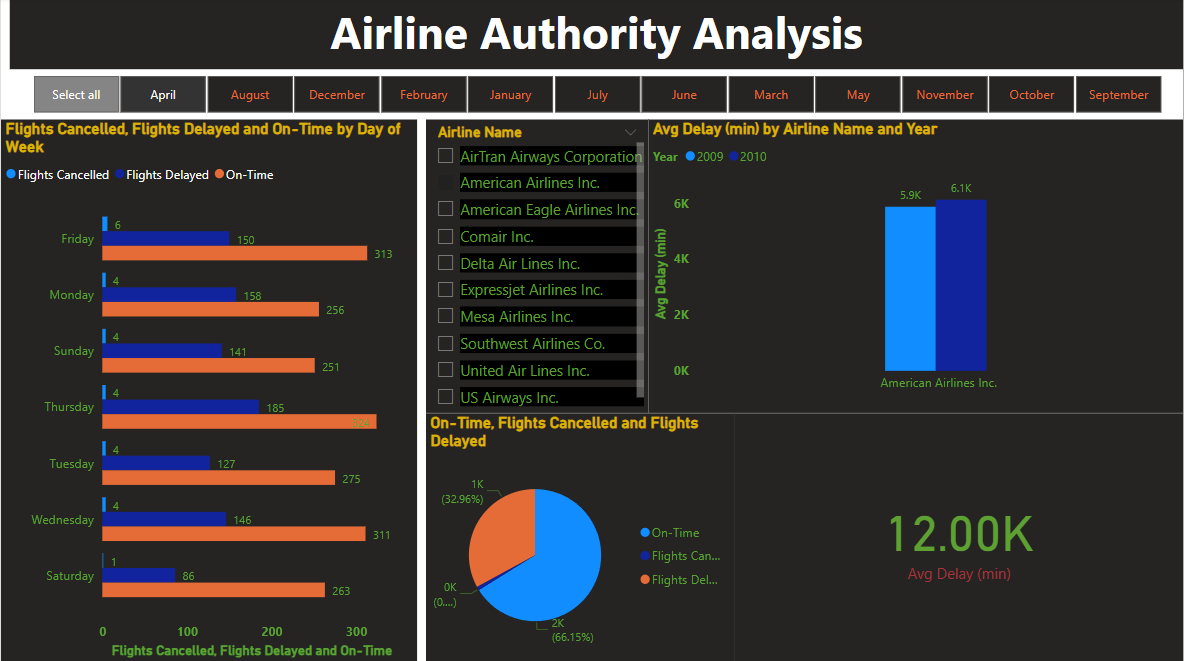 Airline Authority Analysis
Select all
April
August
December
February
January
July
June
March
May
November
October
September
Flights Cancelled, Flights Delayed and On-Time by Day of
Week
Flights Cancelled
Flights Delayed
On-Time
Friday
6
150
313
Monday
4
158
256
Sunday
4
141
251
Thursday
4
185
Tuesday
4
127
275
Wednesday
4
146
311
Saturday
1
86
263
0
100
200
300
Flights Cancelled, Flights Delayed and On-Time
Airline Name
AirTran Airways Corporation
American Airlines Inc.
American Eagle Airlines Inc.
Comair Inc.
Delta Air Lines Inc.
Expressjet Airlines Inc.
Mesa Airlines Inc.
Southwest Airlines Co.
United Air Lines Inc.
US Airways Inc.
Avg Delay (min) by Airline Name and Year
Year
2009
2010
Avg Delay (min)
6K
4K
2K
0K
5.9K
6.1K
American Airlines Inc.
On-Time, Flights Cancelled and Flights
Delayed
1K
(32.96%)
0K
(0....)
2K
(66.15%)
On-Time
Flights Can...
Flights Del...
12.00K
Avg Delay (min)